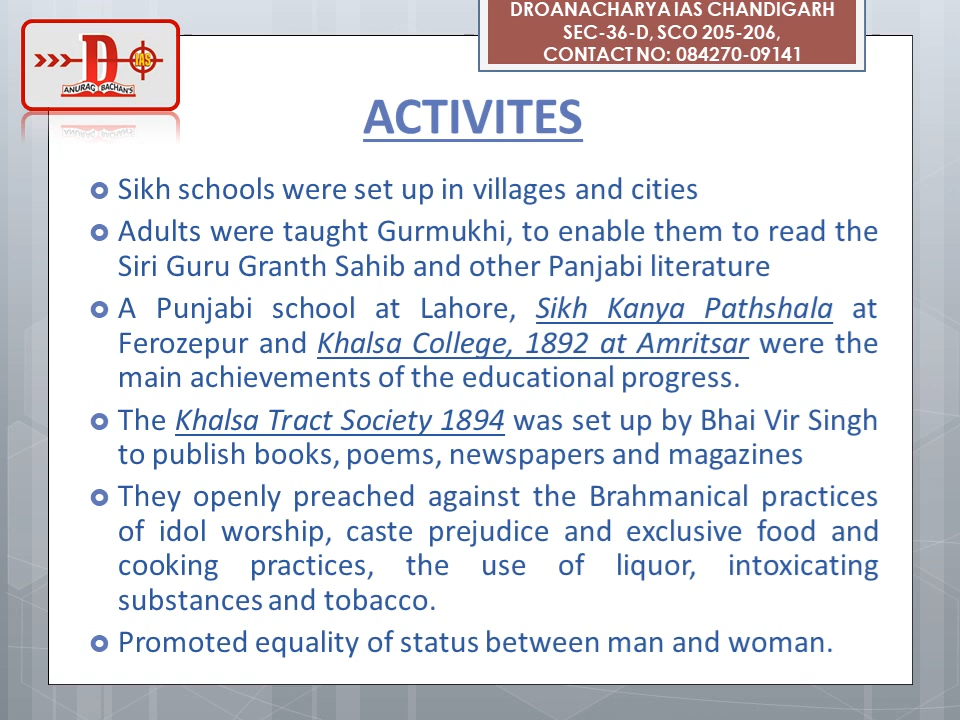 DROANACHARYA IAS CHANDIGARH
SEC-36-D, SCO 205-206,
CONTACT NO: 084270-09141
D
IAS
ANURAG BACHAN'S
ACTIVITES
Sikh schools were set up in villages and cities
Adults were taught Gurmukhi, to enable them to read the
Siri Guru Granth Sahib and other Panjabi literature
A Punjabi school at Lahore, Sikh Kanya Pathshala at
Ferozepur and Khalsa College, 1892 at Amritsar were the
main achievements of the educational progress.
The Khalsa Tract Society 1894 was set up by Bhai Vir Singh
to publish books, poems, newspapers and magazines
They openly preached against the Brahmanical practices
of idol worship, caste prejudice and exclusive food and
cooking practices, the use of liquor, intoxicating
substances and tobacco.
Promoted equality of status between man and woman.